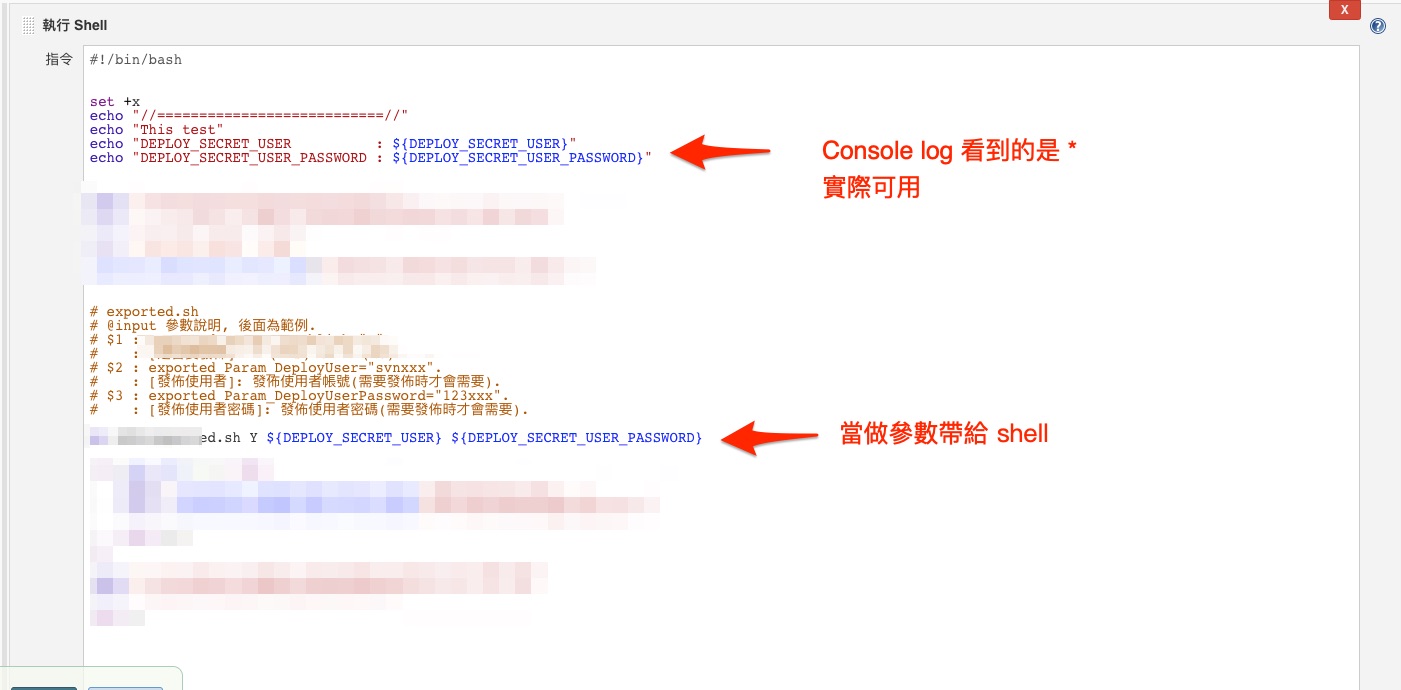 執行 Shell
X
?
指令
#!/bin/bash
set +x
echo "//===========================//"
echo "This test"
echo "DEPLOY_SECRET_USER          : ${DEPLOY_SECRET_USER}"
echo "DEPLOY_SECRET_USER_PASSWORD : ${DEPLOY_SECRET_USER_PASSWORD}"
Console log 看到的是 *
實際可用
# exported.sh
# @input 參數說明, 後面為範例.
# $1 :
#    : [
# $2 : exported_Param_DeployUser="svnxxx".
#    : [發佈使用者]: 發佈使用者帳號(需要發佈時才會需要).
# $3 : exported_Param_DeployUserPassword="123xxx".
#    : [發佈使用者密碼]: 發佈使用者密碼(需要發佈時才會需要).
ed.sh Y ${DEPLOY_SECRET_USER} ${DEPLOY_SECRET_USER_PASSWORD}
當做參數帶給 shell